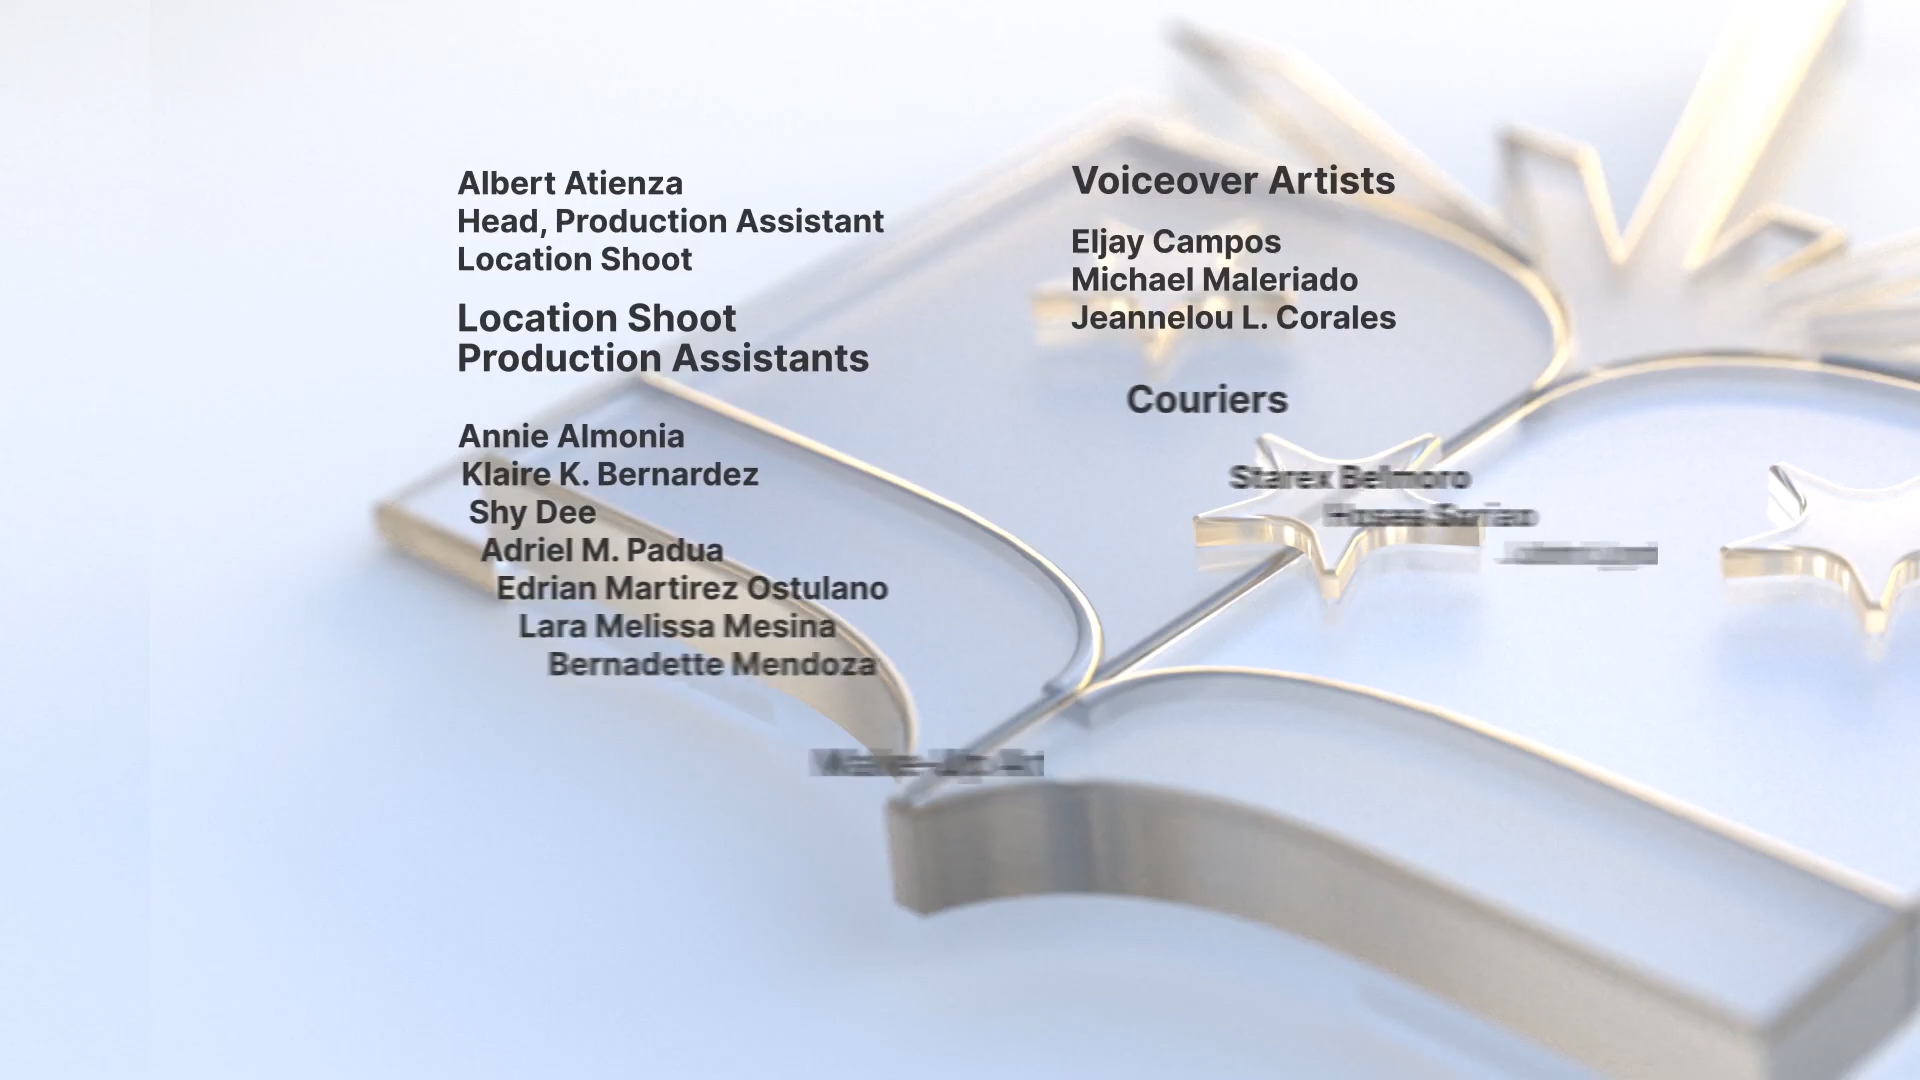 Albert Atienza
Head, Production Assistant
Location Shoot
Location Shoot
Production Assistants
Annie Almonia
Klaire K. Bernardez
Shy Dee
Adriel M. Padua
Edrian Martirez Ostulano
Lara Melissa Mesina
Bernadette Mendoza
Voiceover Artists
Eljay Campos
Michael Maleriado
Jeannelou L. Corales
Couriers
Starex Belmoro